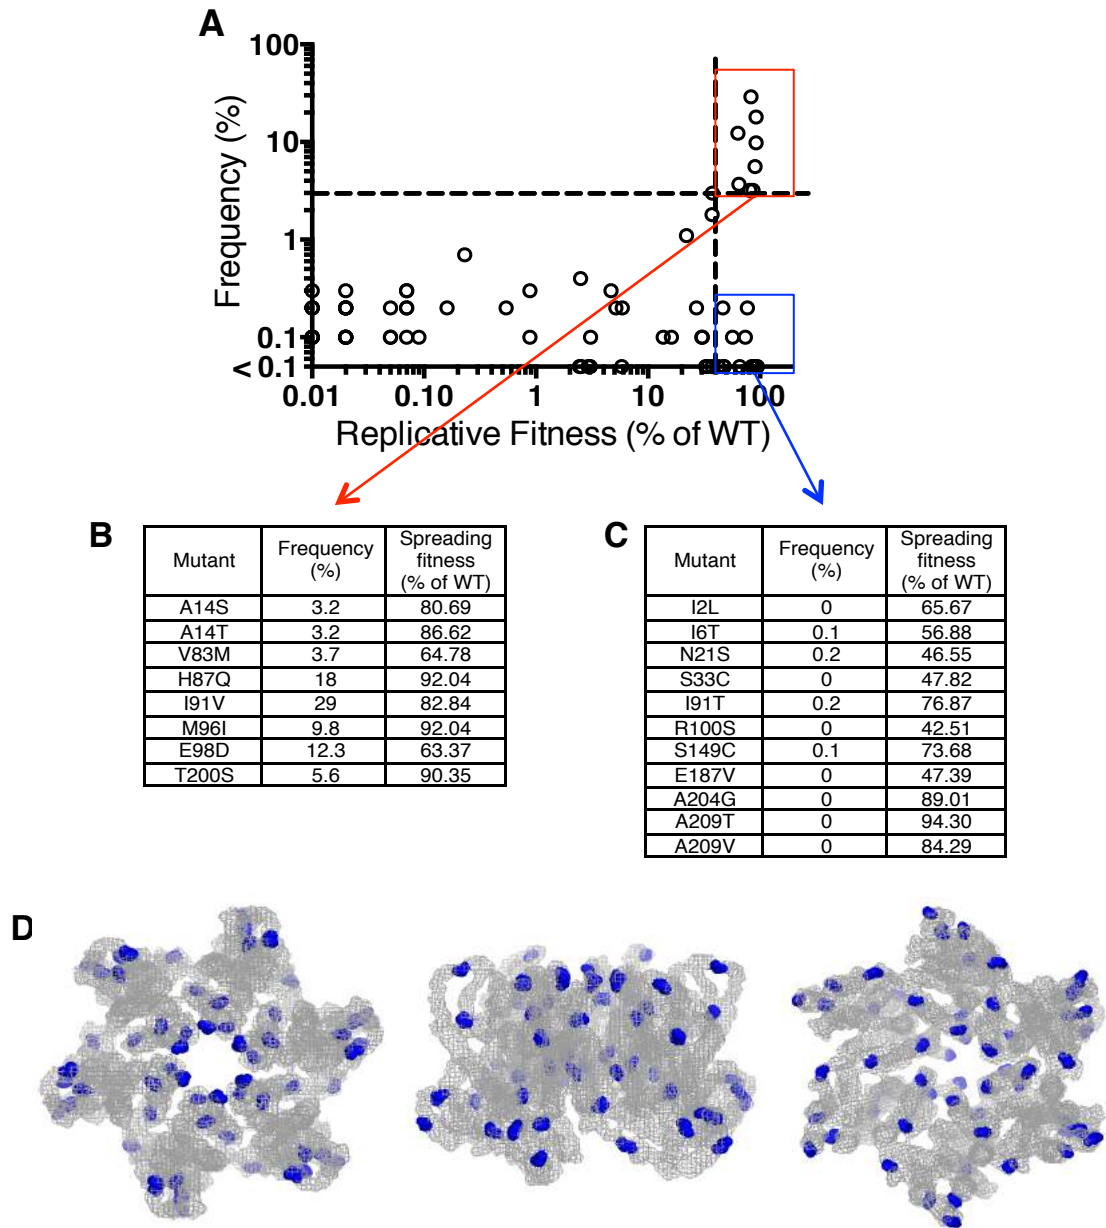 A
100
10
1
0.1
< 0.1
Frequency (%)
0.01 0.10 1 10 100
Replicative Fitness (% of WT)
B
Mutant Frequency (%) Spreading fitness (% of WT)
A14S 3.2 80.69
A14T 3.2 86.62
V83M 3.7 64.78
H87Q 18 92.04
I91V 29 82.84
M96I 9.8 92.04
E98D 12.3 63.37
T200S 5.6 90.35
C
Mutant Frequency (%) Spreading fitness (% of WT)
I2L 0 65.67
I6T 0.1 56.88
N21S 0.2 46.55
S33C 0 47.82
I91T 0.2 76.87
R100S 0 42.51
S149C 0.1 73.68
E187V 0 47.39
A204G 0 89.01
A209T 0 94.30
A209V 0 84.29
D